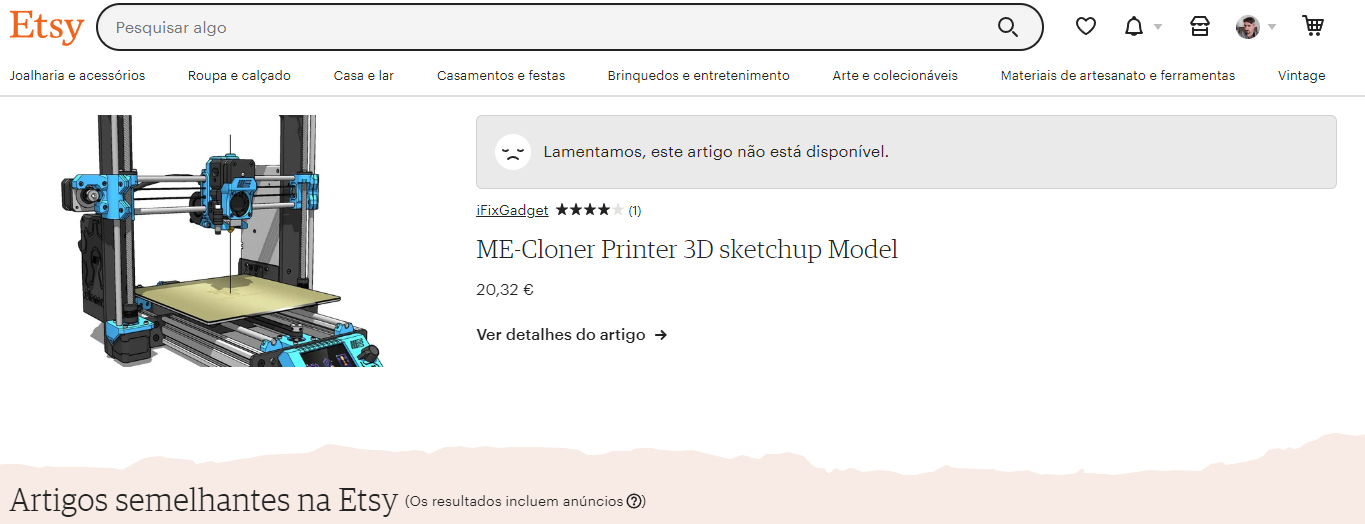 Etsy
Pesquisar algo
Joalharia e acessórios
Roupa e calçado
Casa e lar
Casamentos e festas
Brinquedos e entretenimento
Arte e colecionáveis
Materiais de artesanato e ferramentas
Vintage
Lamentamos, este artigo não está disponível.
iFixGadget (1)
ME-Cloner Printer 3D sketchup Model
20,32 €
Ver detalhes do artigo →
Artigos semelhantes na Etsy (Os resultados incluem anúncios ?)